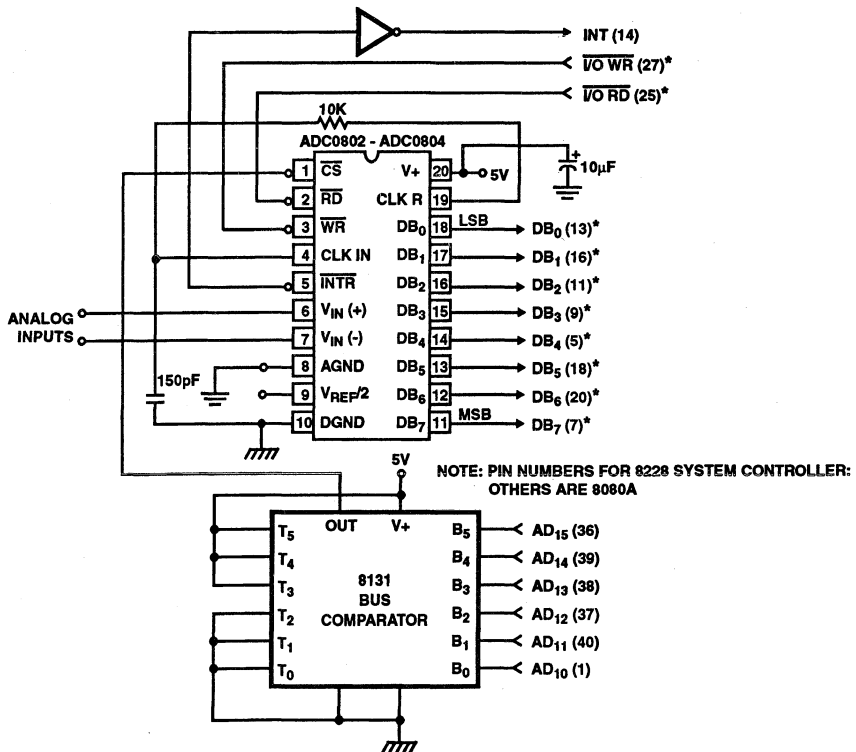 INT (14)
I/O WR (27)*
I/O RD (25)*
10K
ADC0802 - ADC0804
1 CS V+ 20 5V
+
10μF
2 RD CLK R 19
3 WR DB0 18 LSB DB0 (13)*
4 CLK IN DB1 17 DB1 (16)*
5 INTR DB2 16 DB2 (11)*
6 VIN (+) DB3 15 DB3 (9)*
ANALOG INPUTS
7 VIN (-) DB4 14 DB4 (5)*
8 AGND DB5 13 DB5 (18)*
150pF
9 VREF/2 DB6 12 DB6 (20)*
10 DGND DB7 11 MSB DB7 (7)*
5V
NOTE: PIN NUMBERS FOR 8228 SYSTEM CONTROLLER:
OTHERS ARE 8080A
OUT V+
T5 B5 AD15 (36)
T4 B4 AD14 (39)
T3 B3 AD13 (38)
8131
BUS
COMPARATOR
T2 B2 AD12 (37)
T1 B1 AD11 (40)
T0 B0 AD10 (1)